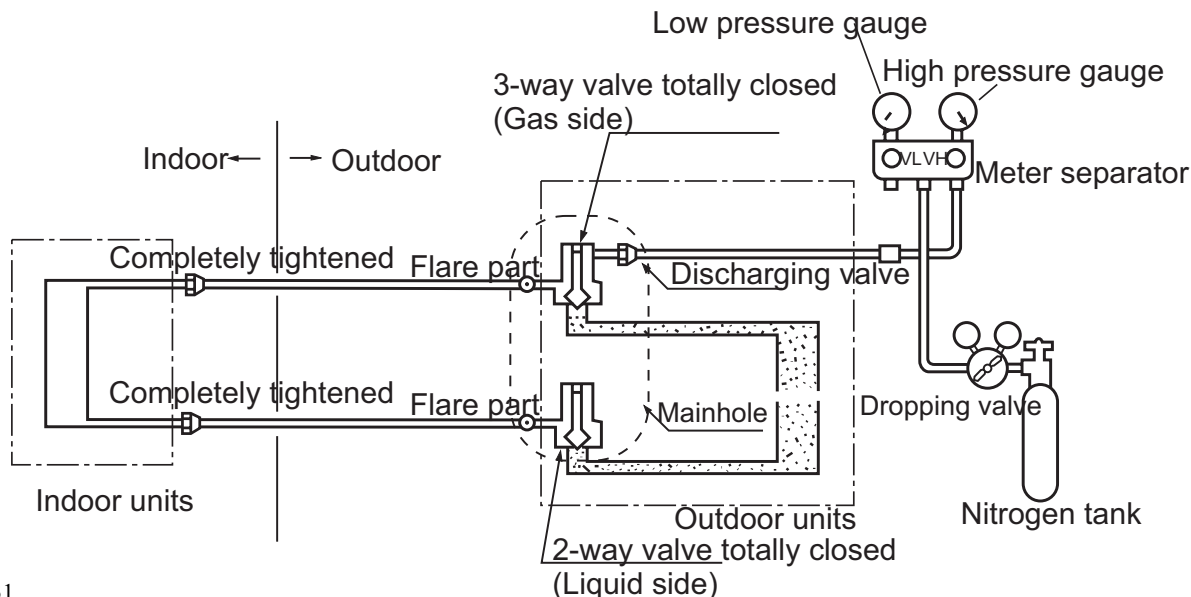 Low pressure gauge
High pressure gauge
3-way valve totally closed
(Gas side)
Indoor
Outdoor
VL VH
Meter separator
Completely tightened
Flare part
Discharging valve
Completely tightened
Flare part
Mainhole
Dropping valve
Indoor units
Outdoor units
Nitrogen tank
2-way valve totally closed
(Liquid side)